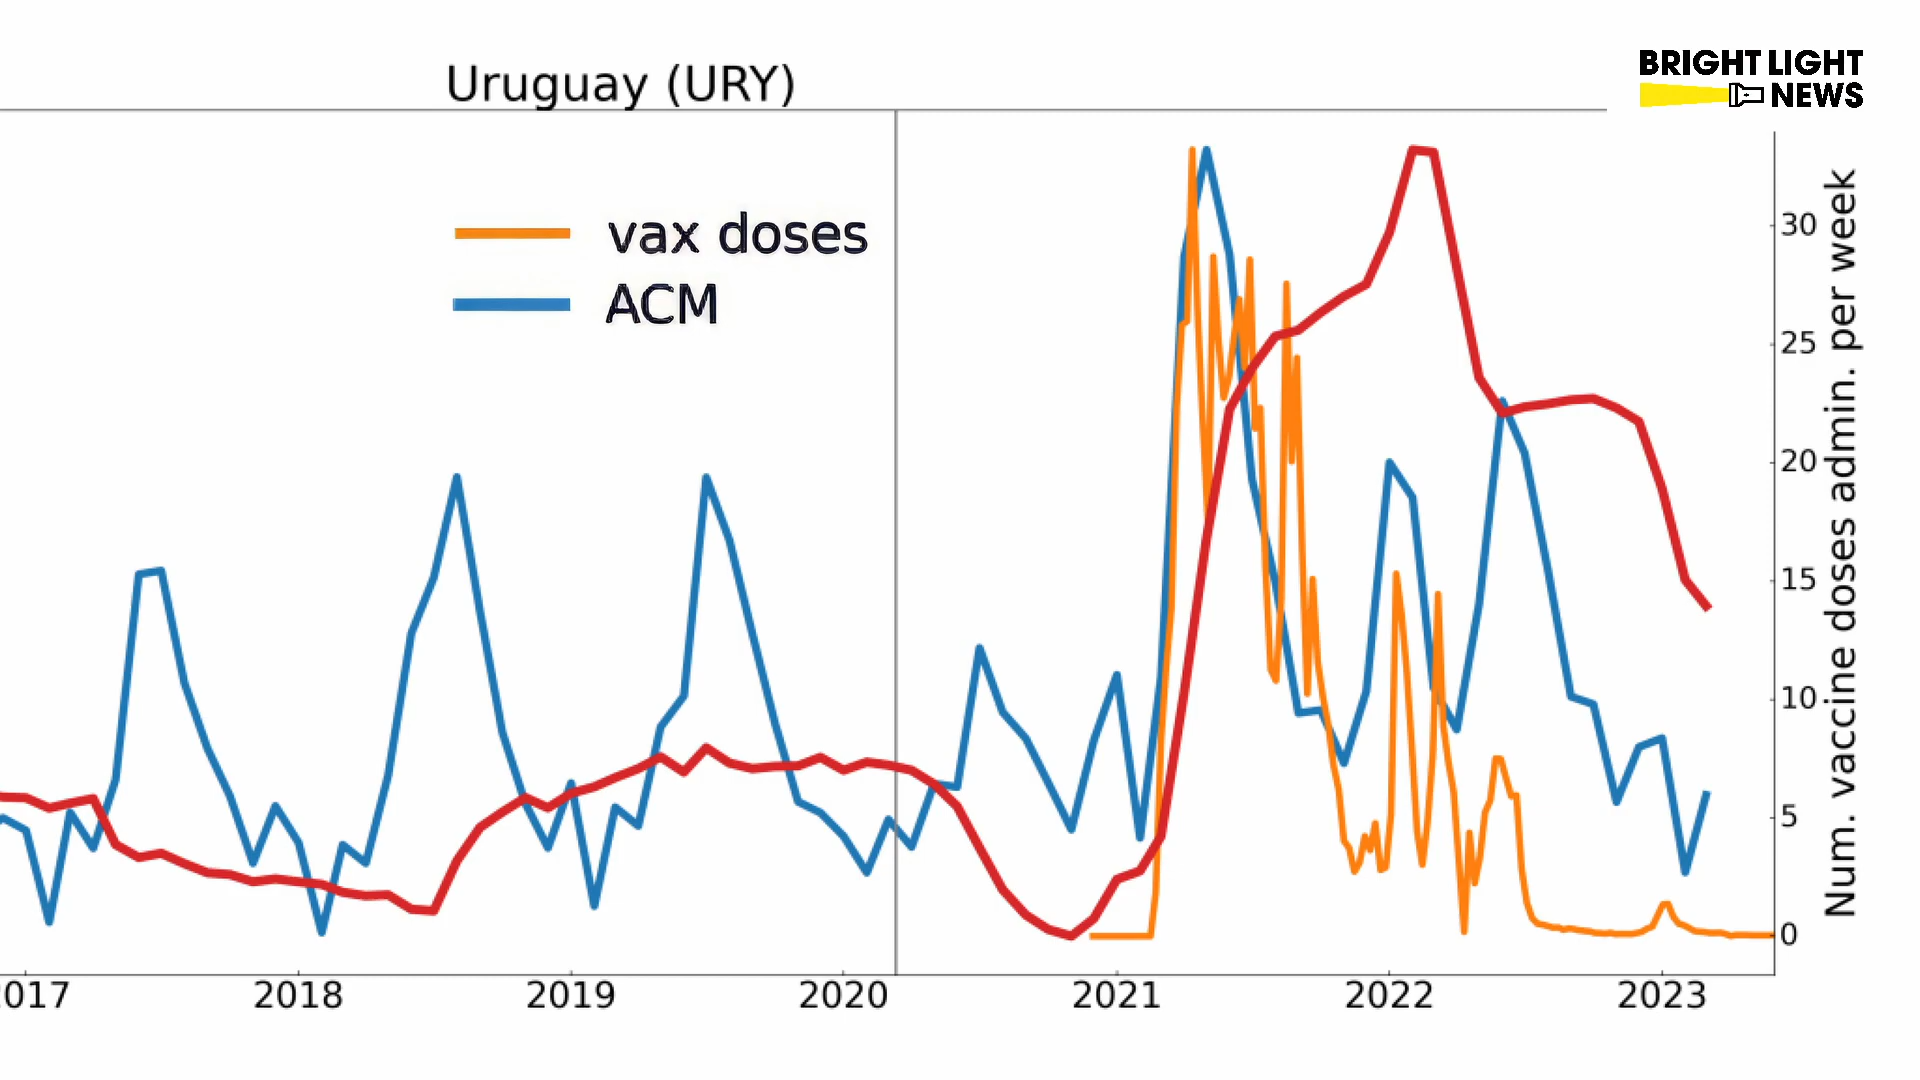 Uruguay (URY)
BRIGHT LIGHT
NEWS
vax doses
ACM
30
25
20
15
10
5
0
Num. vaccine doses admin. per week
017
2018
2019
2020
2021
2022
2023